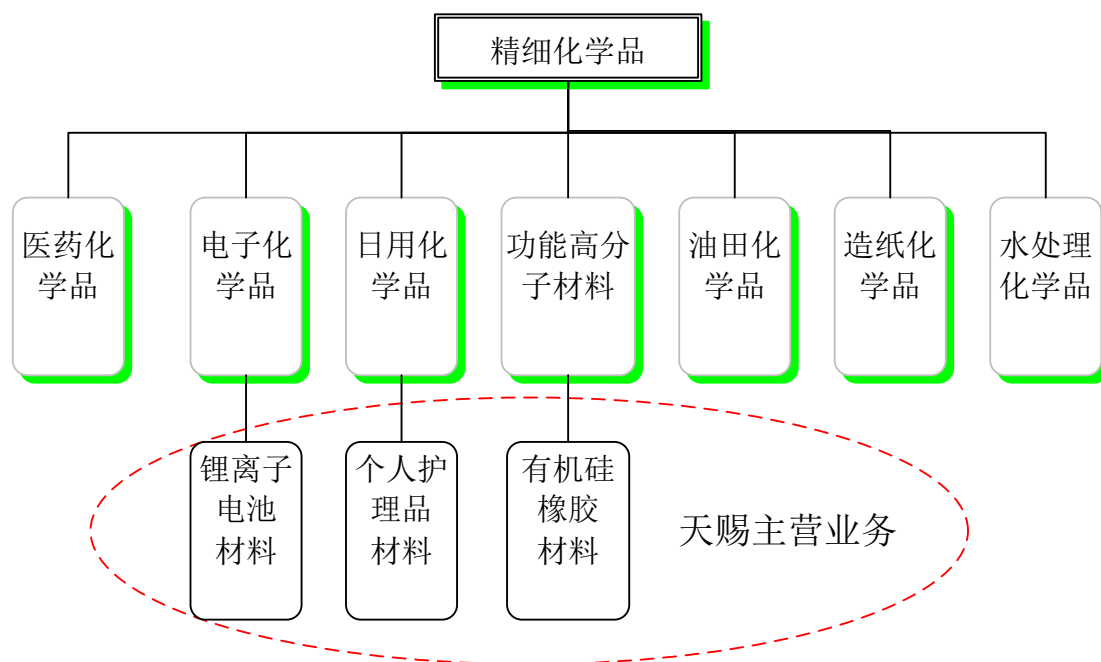 精细化学品
医药化
学品
电子化
学品
日用化
学品
功能高分
子材料
油田化
学品
造纸化
学品
水处理
化学品
锂离子
电池
材料
个人护
理品
材料
有机硅
橡胶
材料
天赐主营业务